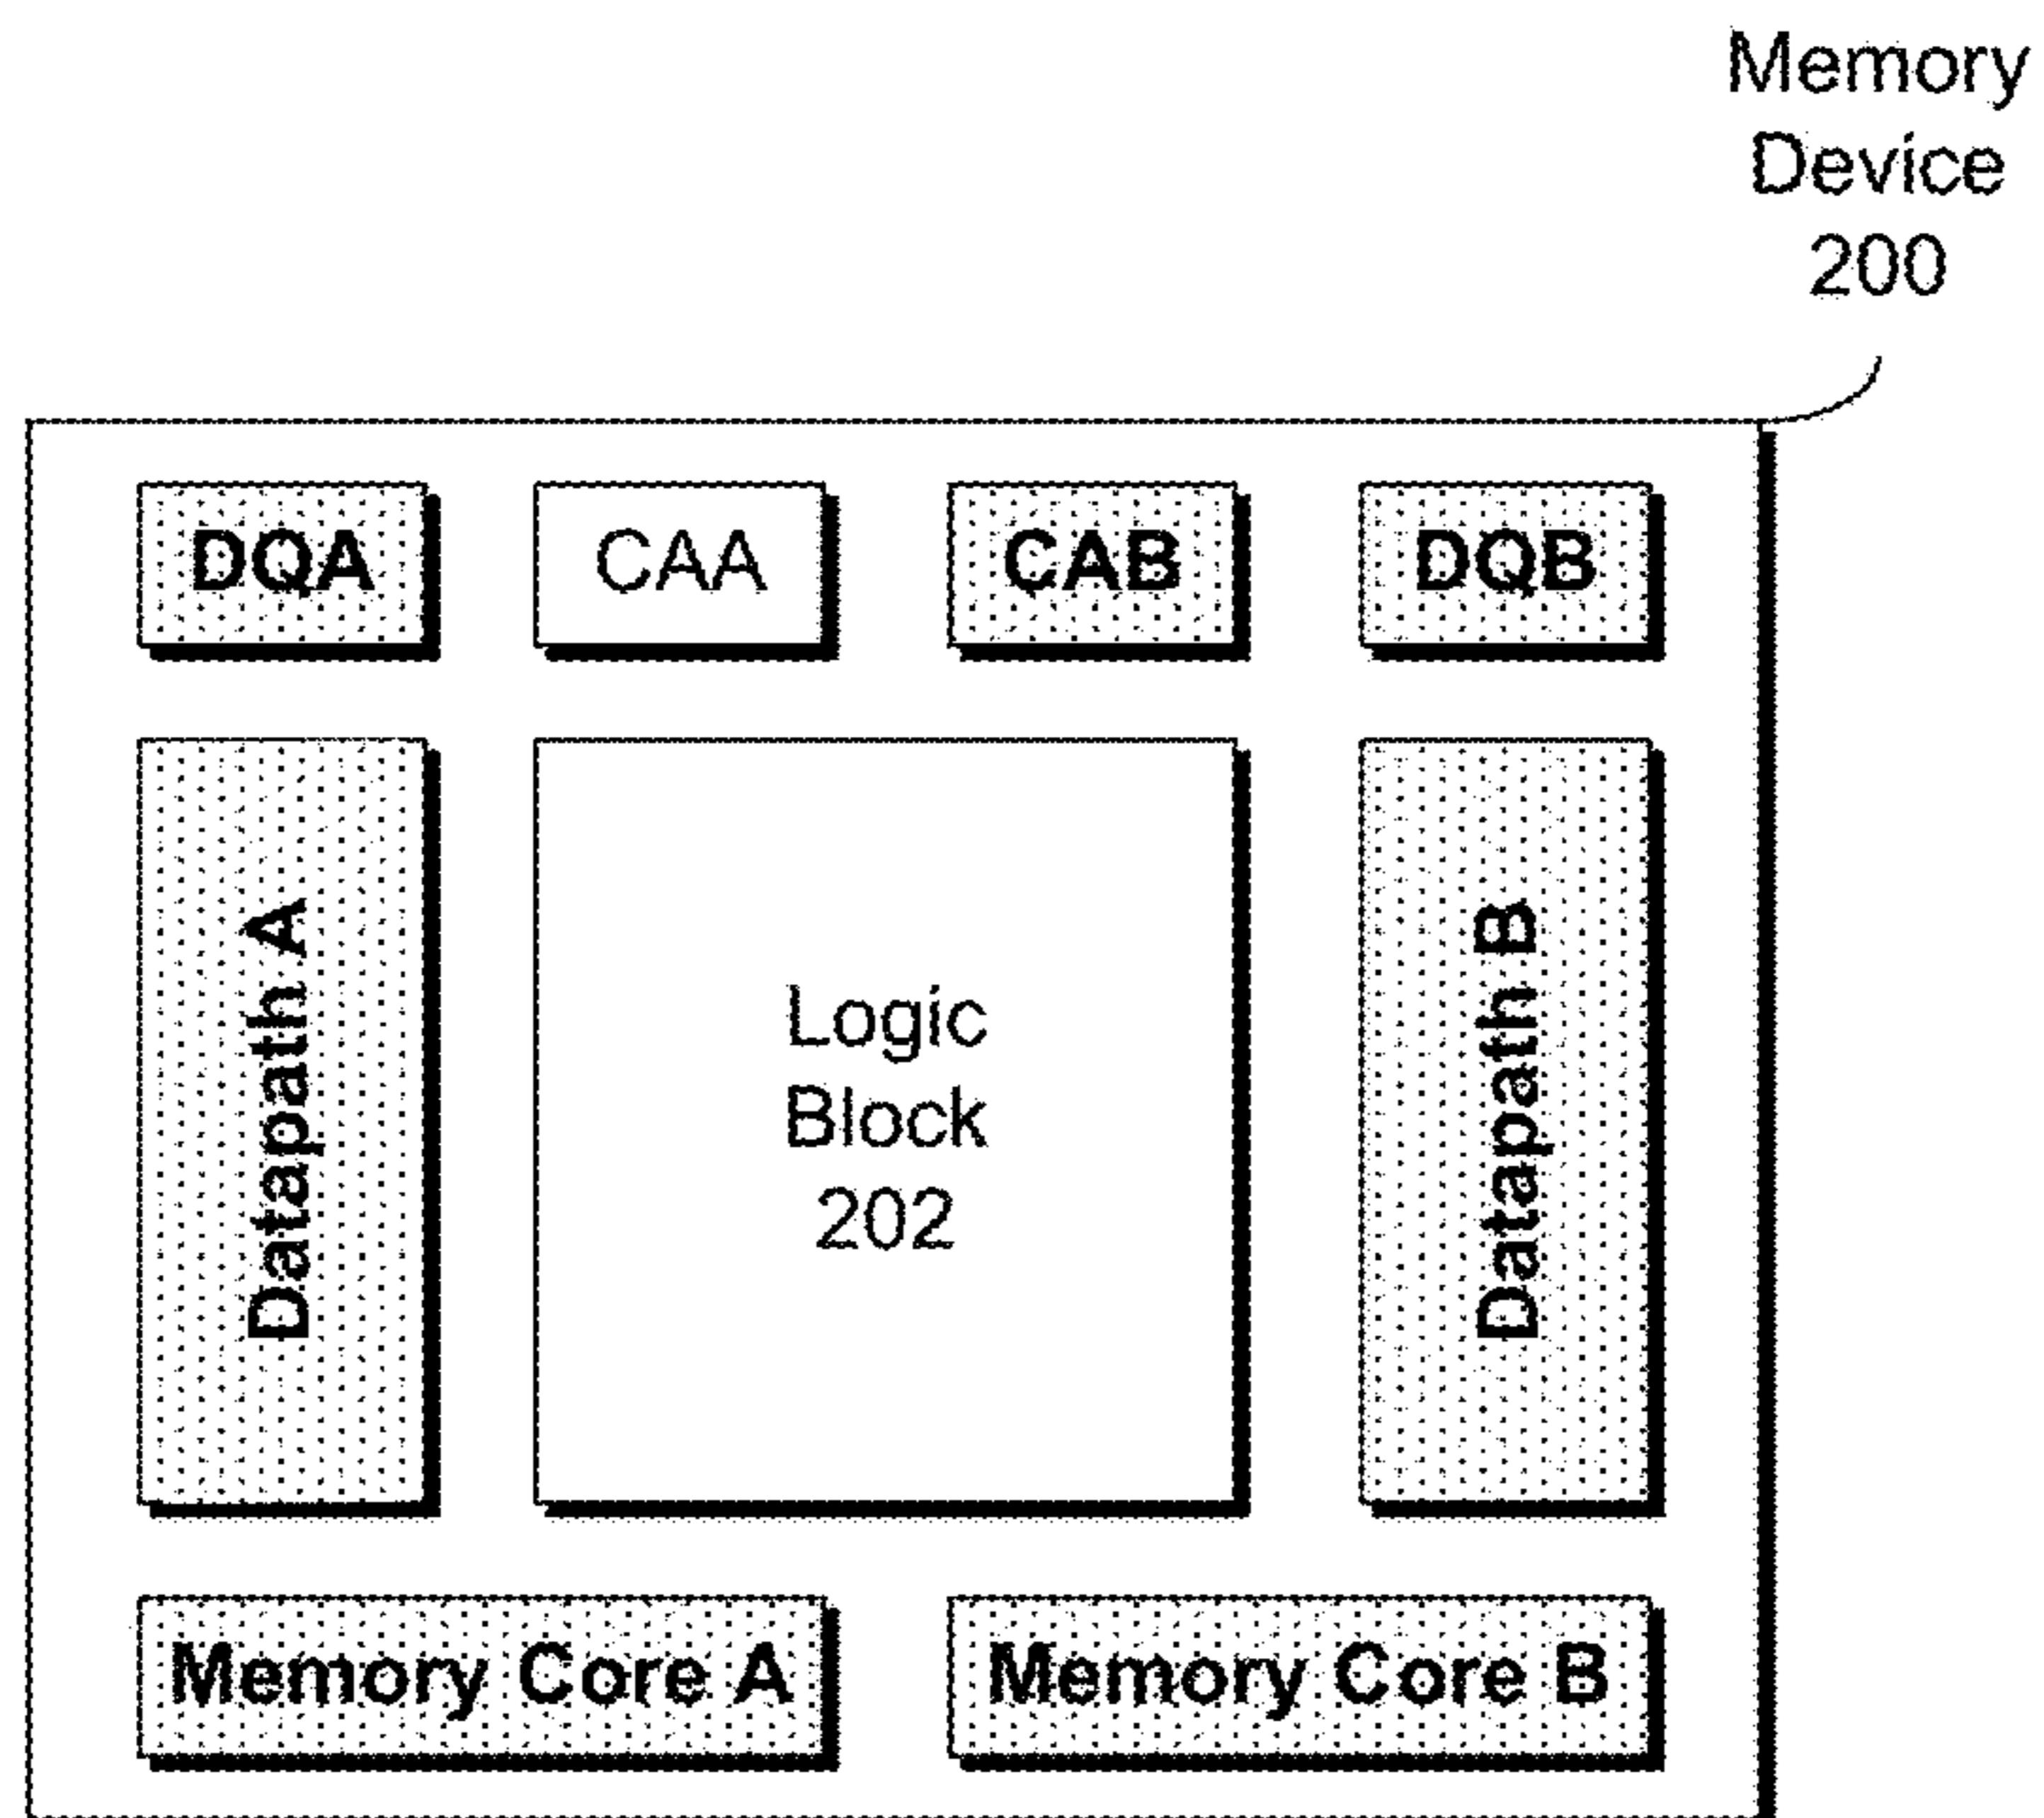 Memory
Device
200
DQA
CAA
CAB
DQB
Datapath A
Logic
Block
202
Datapath B
Memory Core A
Memory Core B